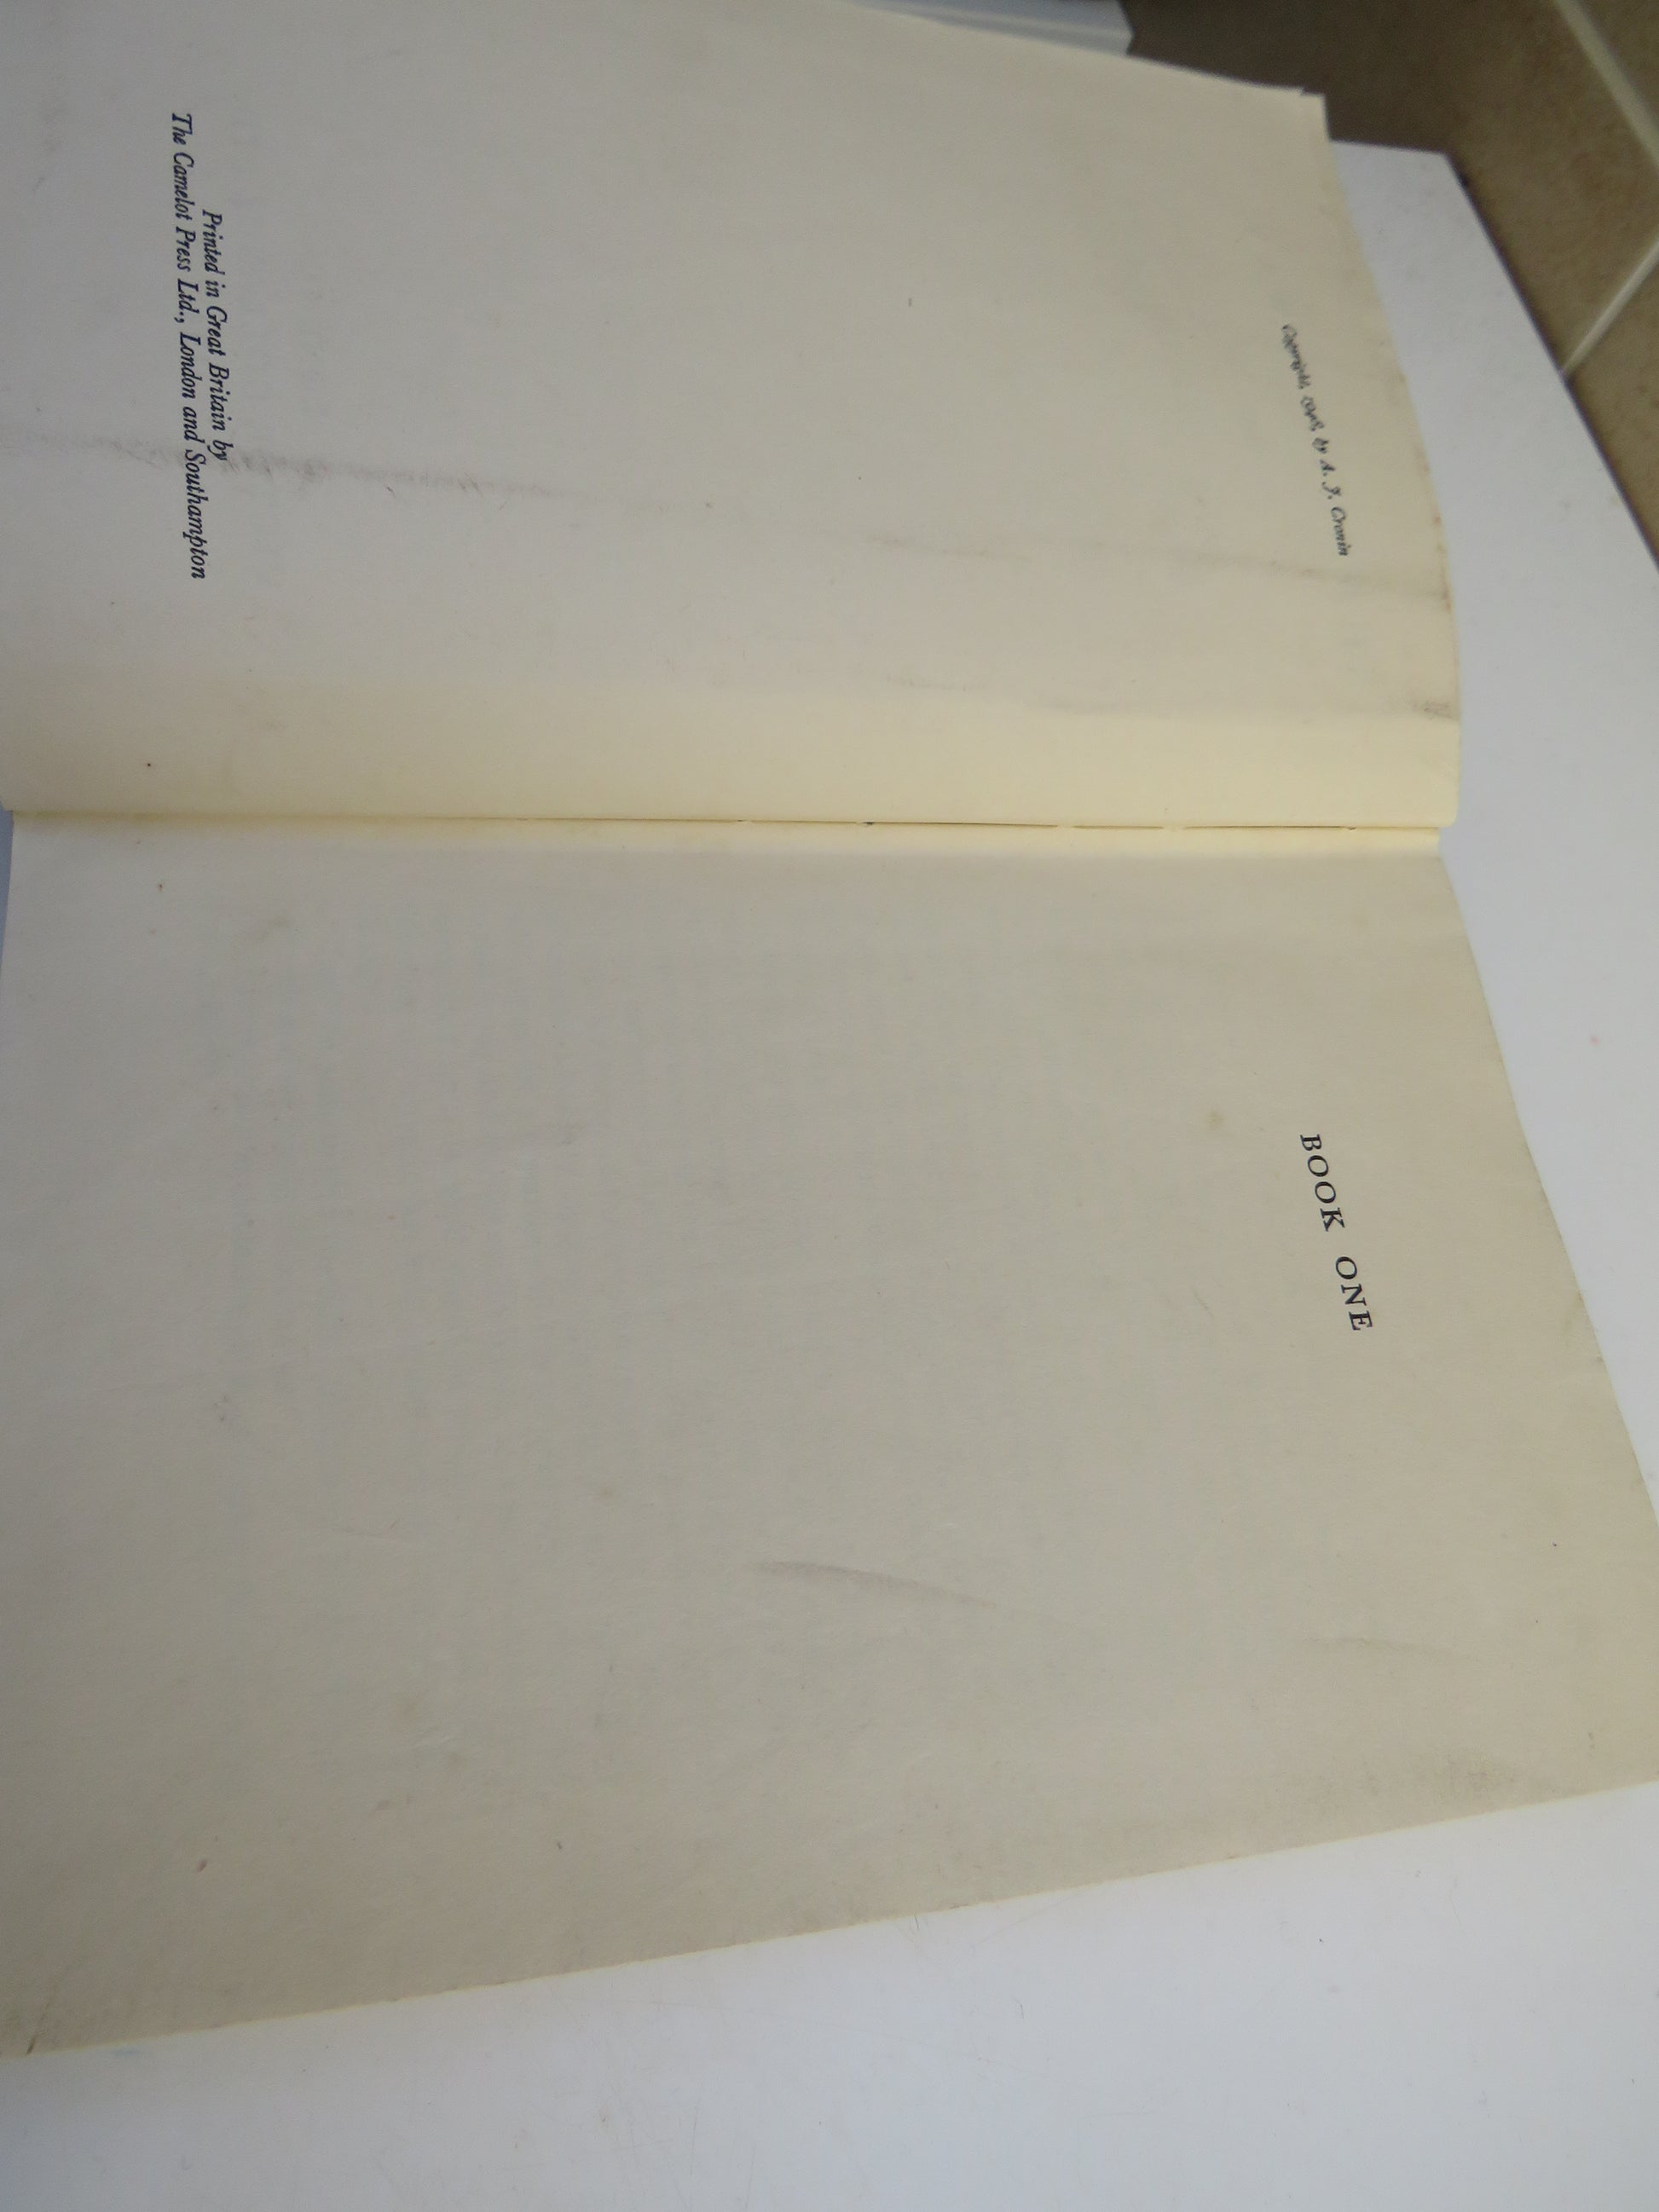 Copyright, by A. J. Cronin
Printed in Great Britain by
The Camelot Press Ltd., London and Southampton
BOOK ONE